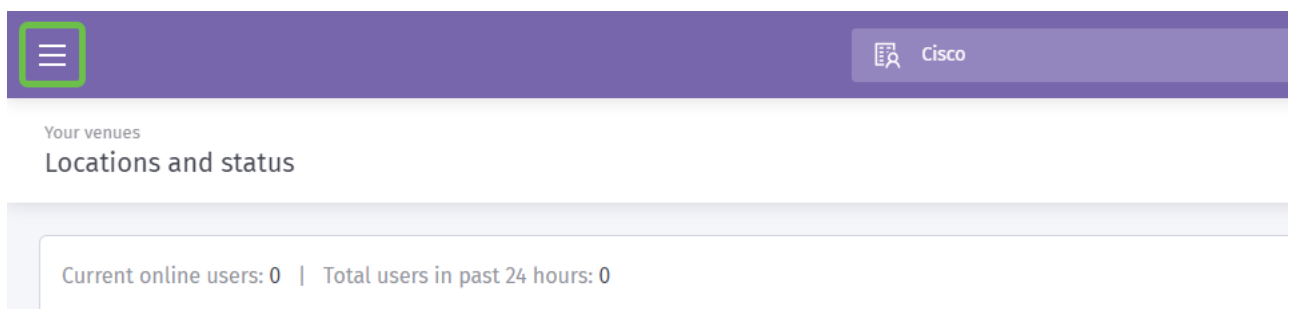 Cisco
Your venues
Locations and status
Current online users: 0 | Total users in past 24 hours: 0